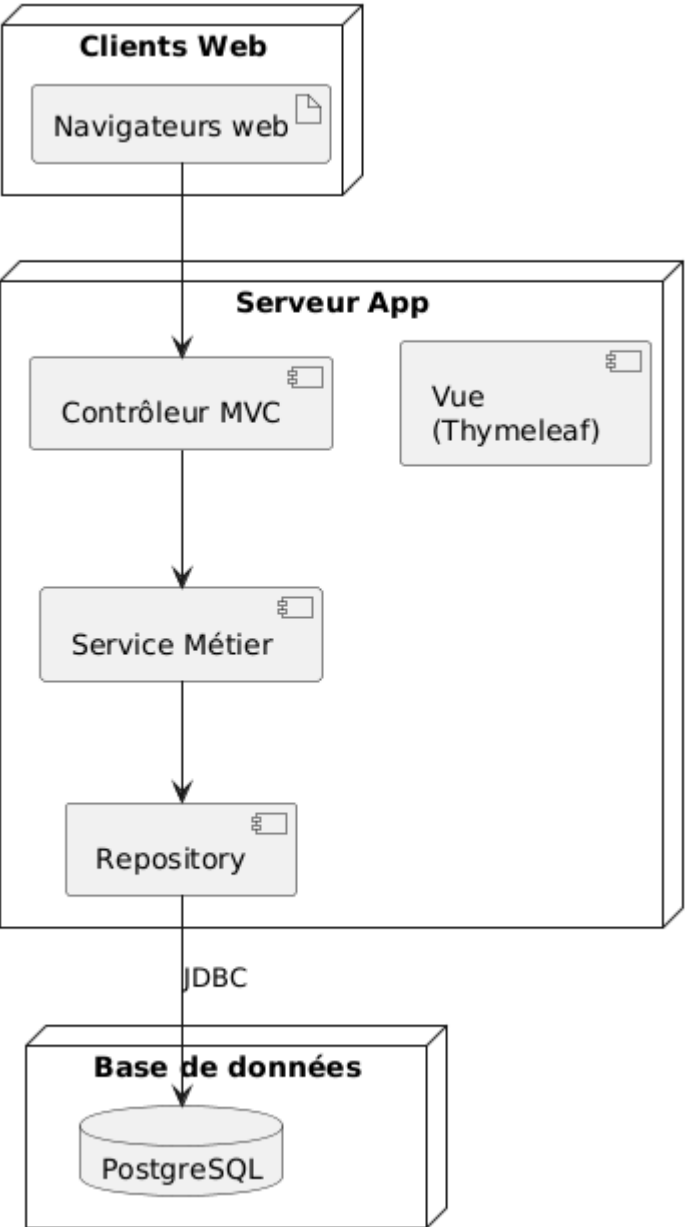 Clients Web
Navigateurs web
Serveur App
Contrôleur MVC
Vue
(Thymeleaf)
Service Métier
Repository
JDBC
Base de données
PostgreSQL